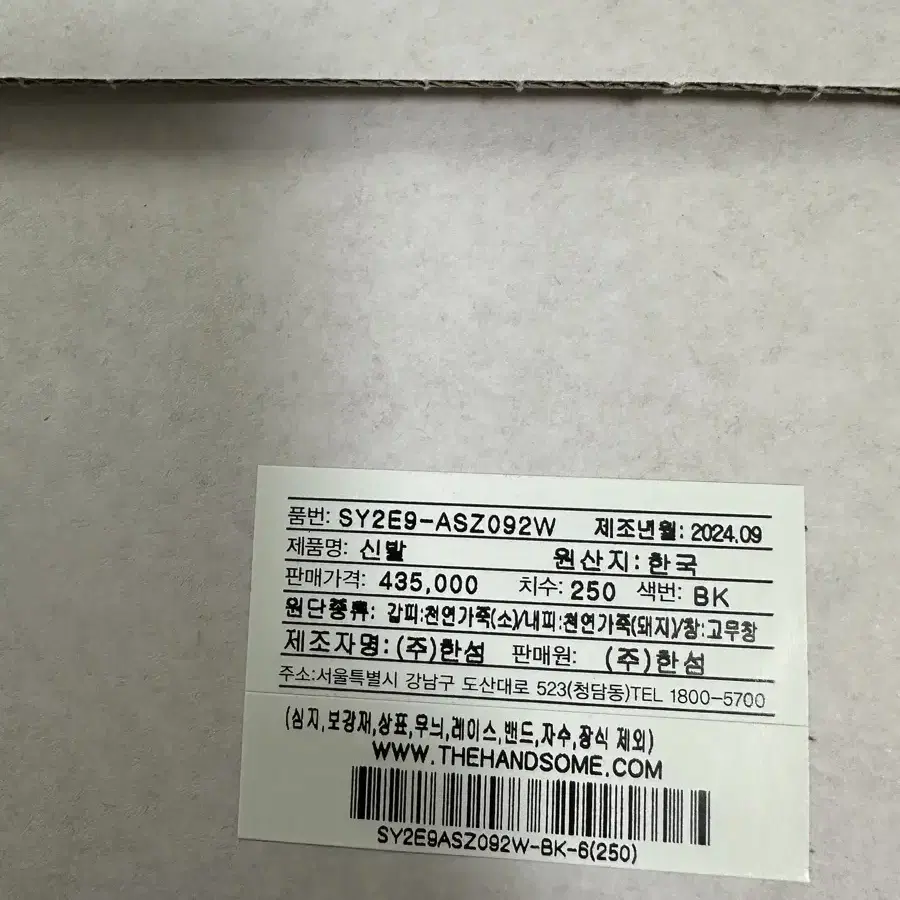 품번: SY2E9-ASZ092W 제조년월: 2024.09
제품명: 신발 원산지: 한국
판매가격: 435,000 치수: 250 색번: BK
원단종류: 갑피:천연가죽(소)/내피:천연가죽(돼지)/창:고무창
제조자명: (주)한섬 판매원: (주)한섬
주소:서울특별시 강남구 도산대로 523(청담동)TEL 1800-5700
(심지,보강재,상표,무늬,레이스,밴드,자수,장식 제외)
WWW.THEHANDSOME.COM
SY2E9ASZ092W-BK-6(250)